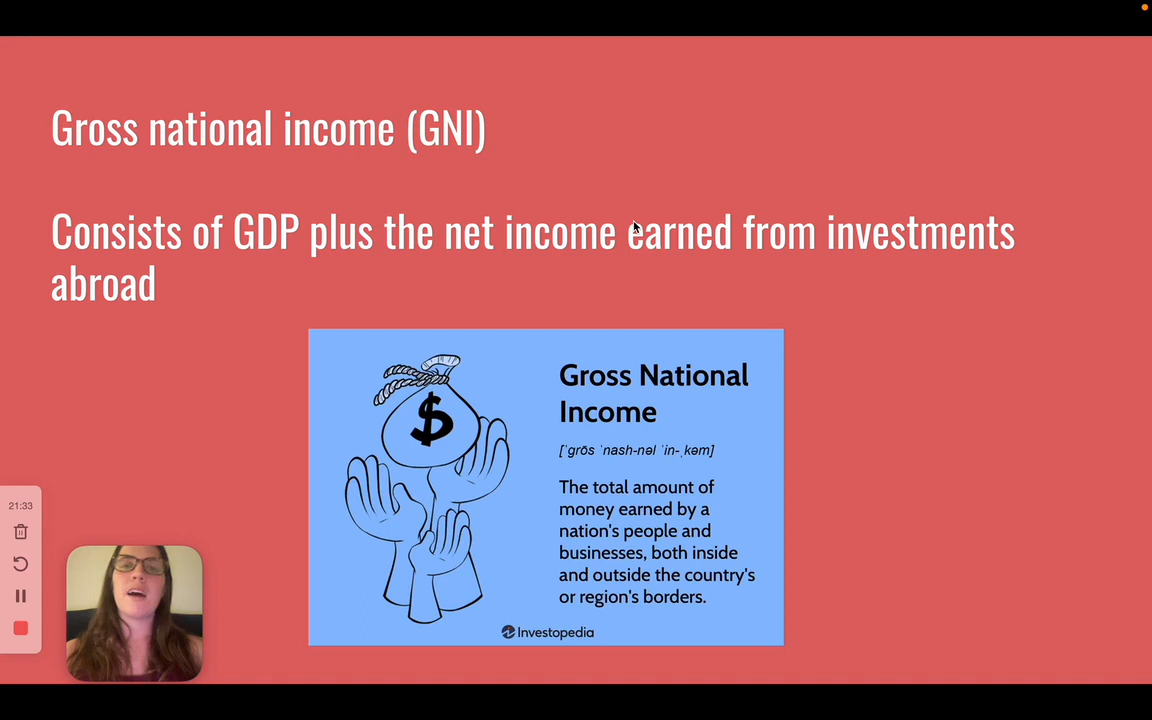 Gross national income (GNI)
Consists of GDP plus the net income earned from investments
abroad
$
Gross National
Income
[ˈgrōs ˈnash-nəl ˈin-ˌkəm]
The total amount of
money earned by a
nation's people and
businesses, both inside
and outside the country's
or region's borders.
Investopedia
21:33